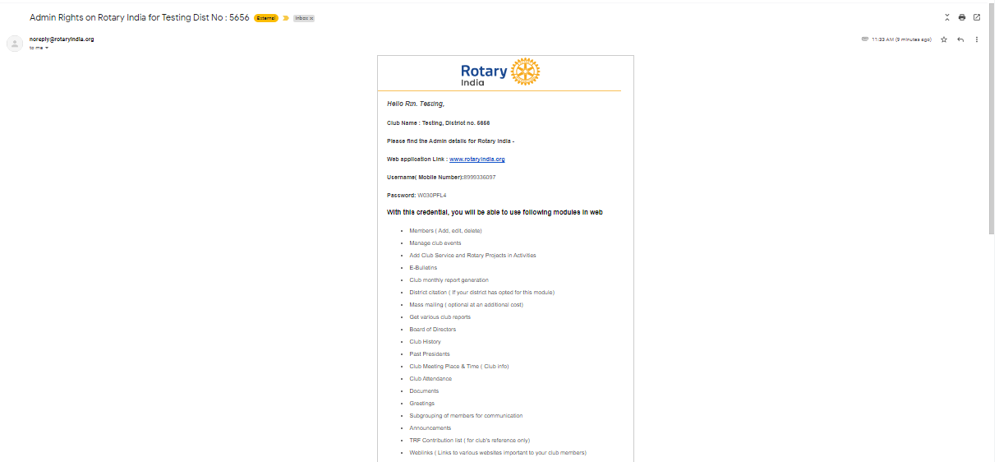 Admin Rights on Rotary India for Testing Dist No : 5656 External Inbox x
noreply@rotaryindia.org 11:33 AM (9 minutes ago)
to me
Rotary
India
Hello Rtn. Testing,
Club Name : Testing, District no. 5656
Please find the Admin details for Rotary India -
Web application Link : www.rotaryindia.org
Username( Mobile Number):8999336097
Password: W030PFL4
With this credential, you will be able to use following modules in web
• Members ( Add, edit, delete)
• Manage club events
• Add Club Service and Rotary Projects in Activities
• E-Bulletins
• Club monthly report generation
• District citation ( If your district has opted for this module)
• Mass mailing ( optional at an additional cost)
• Get various club reports
• Board of Directors
• Club History
• Past Presidents
• Club Meeting Place & Time ( Club info)
• Club Attendance
• Documents
• Greetings
• Subgrouping of members for communication
• Announcements
• TRF Contribution list ( for club's reference only)
• Weblinks ( Links to various websites important to your club members)